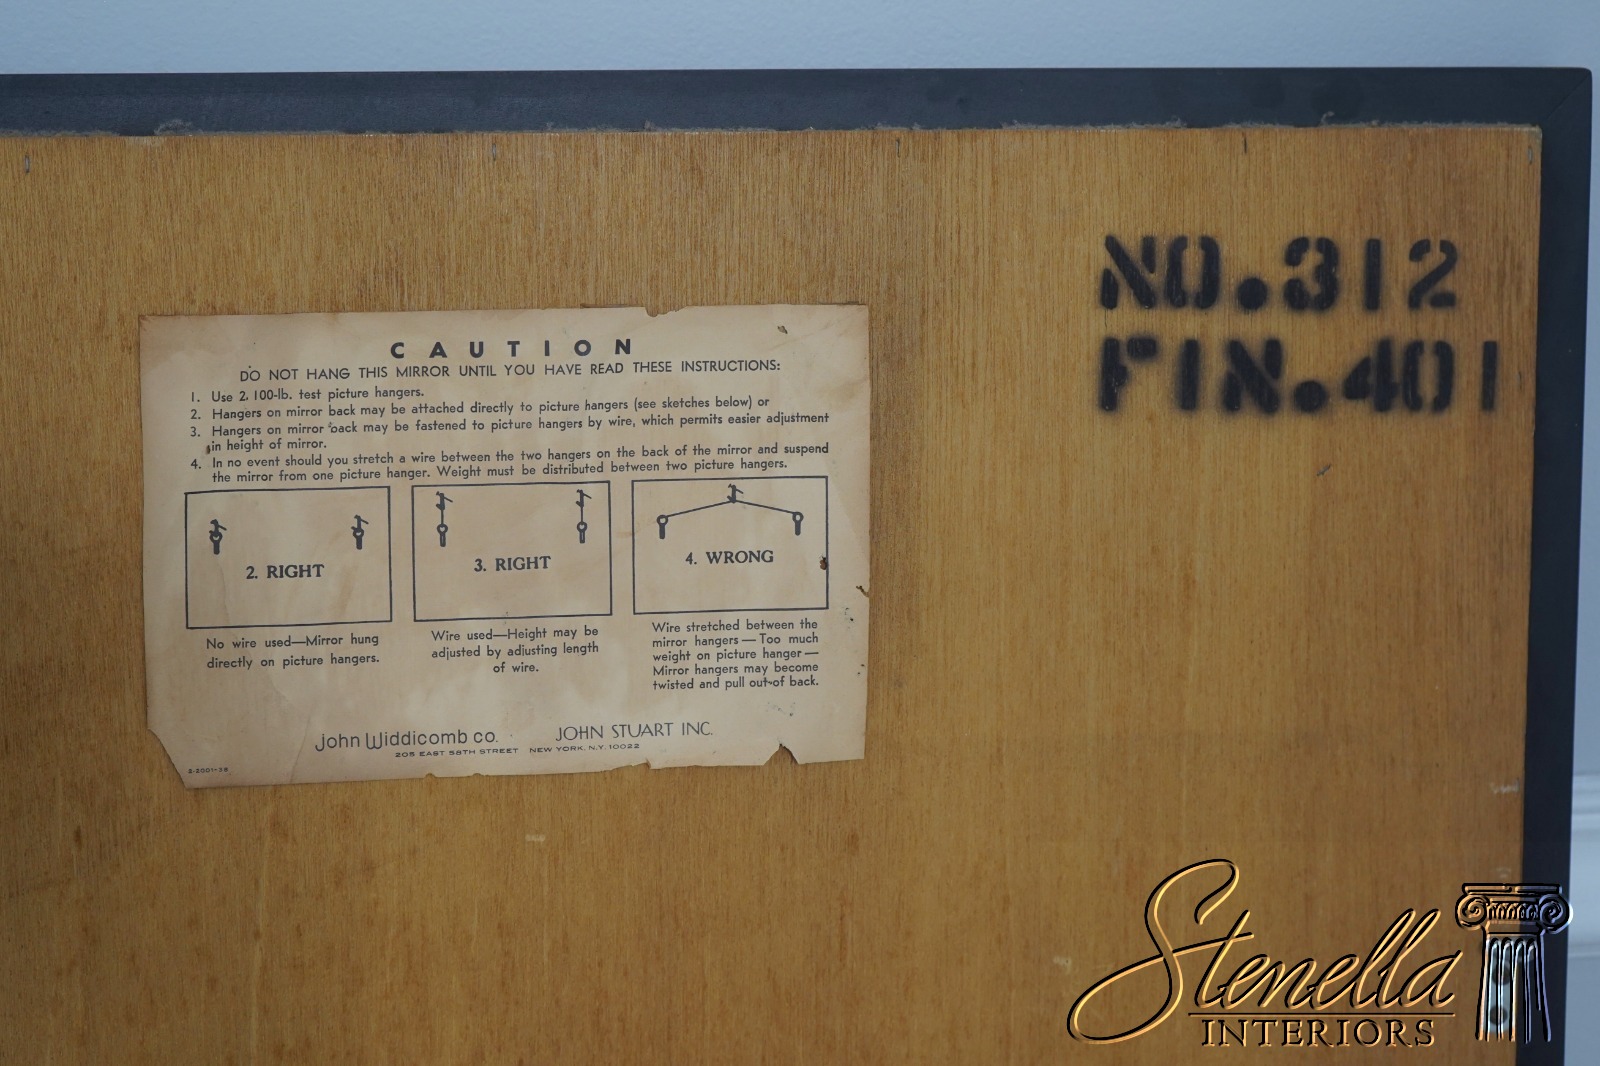 NO.312
FIN.401
CAUTION
DO NOT HANG THIS MIRROR UNTIL YOU HAVE READ THESE INSTRUCTIONS:
1. Use 2, 100-lb. test picture hangers.
2. Hangers on mirror back may be attached directly to picture hangers (see sketches below) or
3. Hangers on mirror back may be fastened to picture hangers by wire, which permits easier adjustment
in height of mirror.
4. In no event should you stretch a wire between the two hangers on the back of the mirror and suspend
the mirror from one picture hanger. Weight must be distributed between two picture hangers.
2. RIGHT
No wire used—Mirror hung
directly on picture hangers.
3. RIGHT
Wire used—Height may be
adjusted by adjusting length
of wire.
4. WRONG
Wire stretched between the
mirror hangers — Too much
weight on picture hanger —
Mirror hangers may become
twisted and pull out of back.
John Widdicomb co. JOHN STUART INC.
205 EAST 58TH STREET NEW YORK, N.Y. 10022
Stenella
INTERIORS